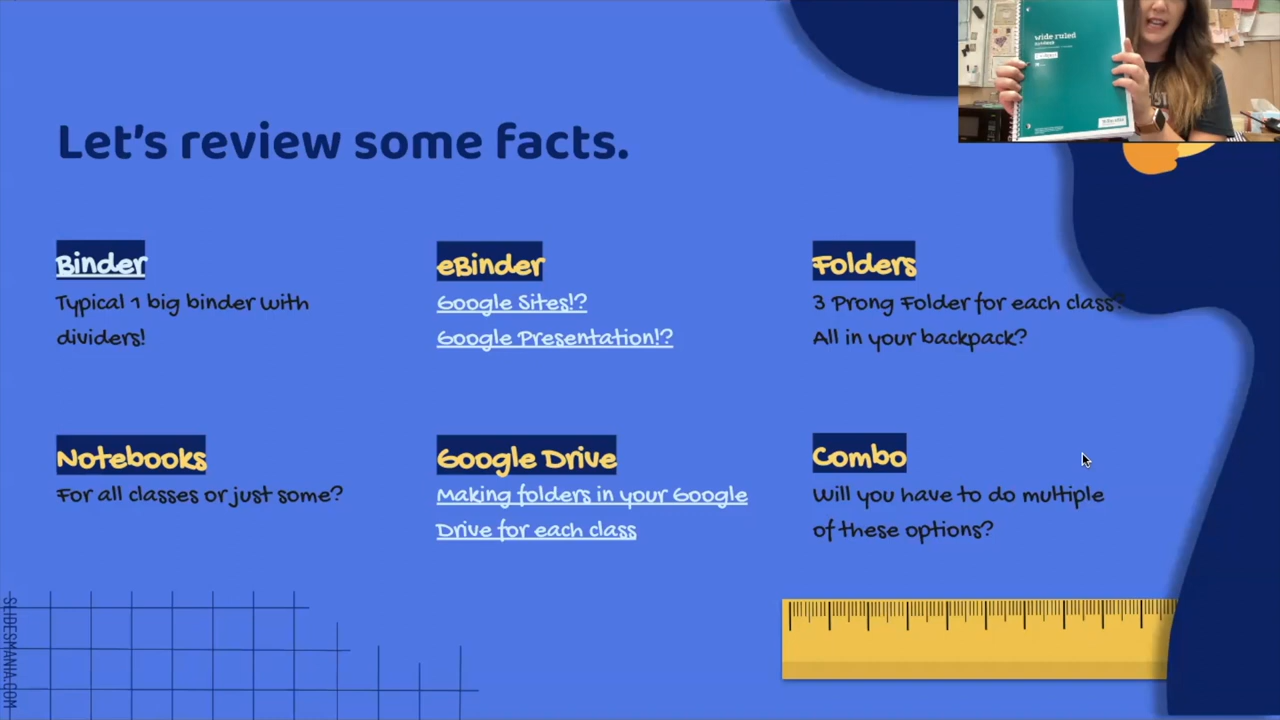 wide ruled
Let's review some facts.
Binder
Typical 1 big binder with
dividers!
eBinder
Google Sites!?
Google Presentation!?
Folders
3 Prong Folder for each class?
All in your backpack?
Notebooks
For all classes or just some?
Google Drive
Making folders in your Google
Drive for each class
Combo
Will you have to do multiple
of these options?
SLIDESMANIA.COM